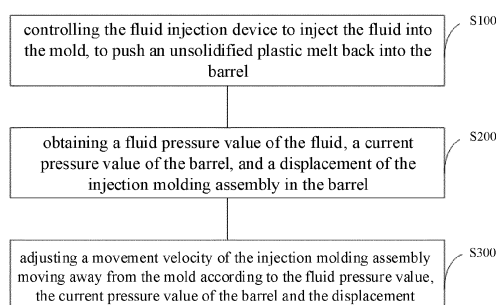 controlling the fluid injection device to inject the fluid into
the mold, to push an unsolidified plastic melt back into the
barrel
S100
obtaining a fluid pressure value of the fluid, a current
pressure value of the barrel, and a displacement of the
injection molding assembly in the barrel
S200
adjusting a movement velocity of the injection molding assembly
moving away from the mold according to the fluid pressure value,
the current pressure value of the barrel and the displacement
S300